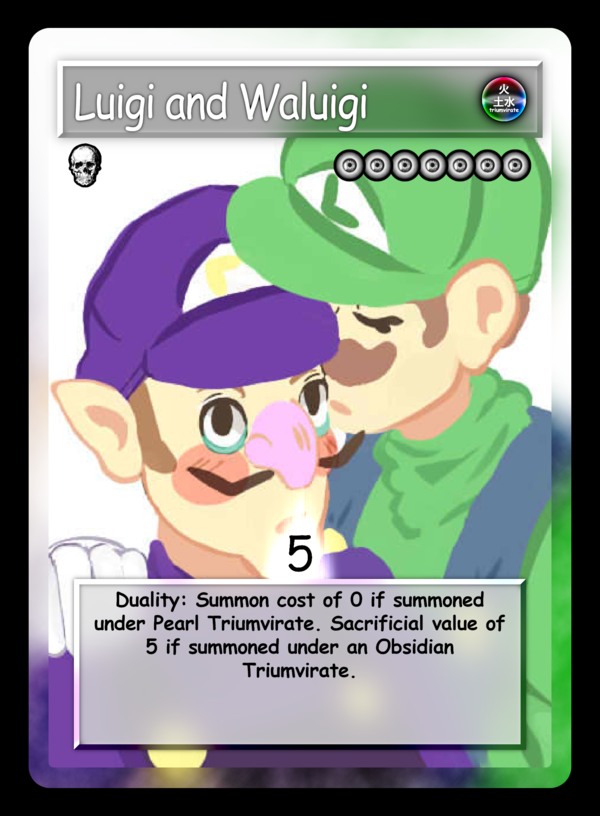 Luigi and Waluigi
火
土水
triumvirate
L
5
Duality: Summon cost of 0 if summoned
under Pearl Triumvirate. Sacrificial value of
5 if summoned under an Obsidian
Triumvirate.